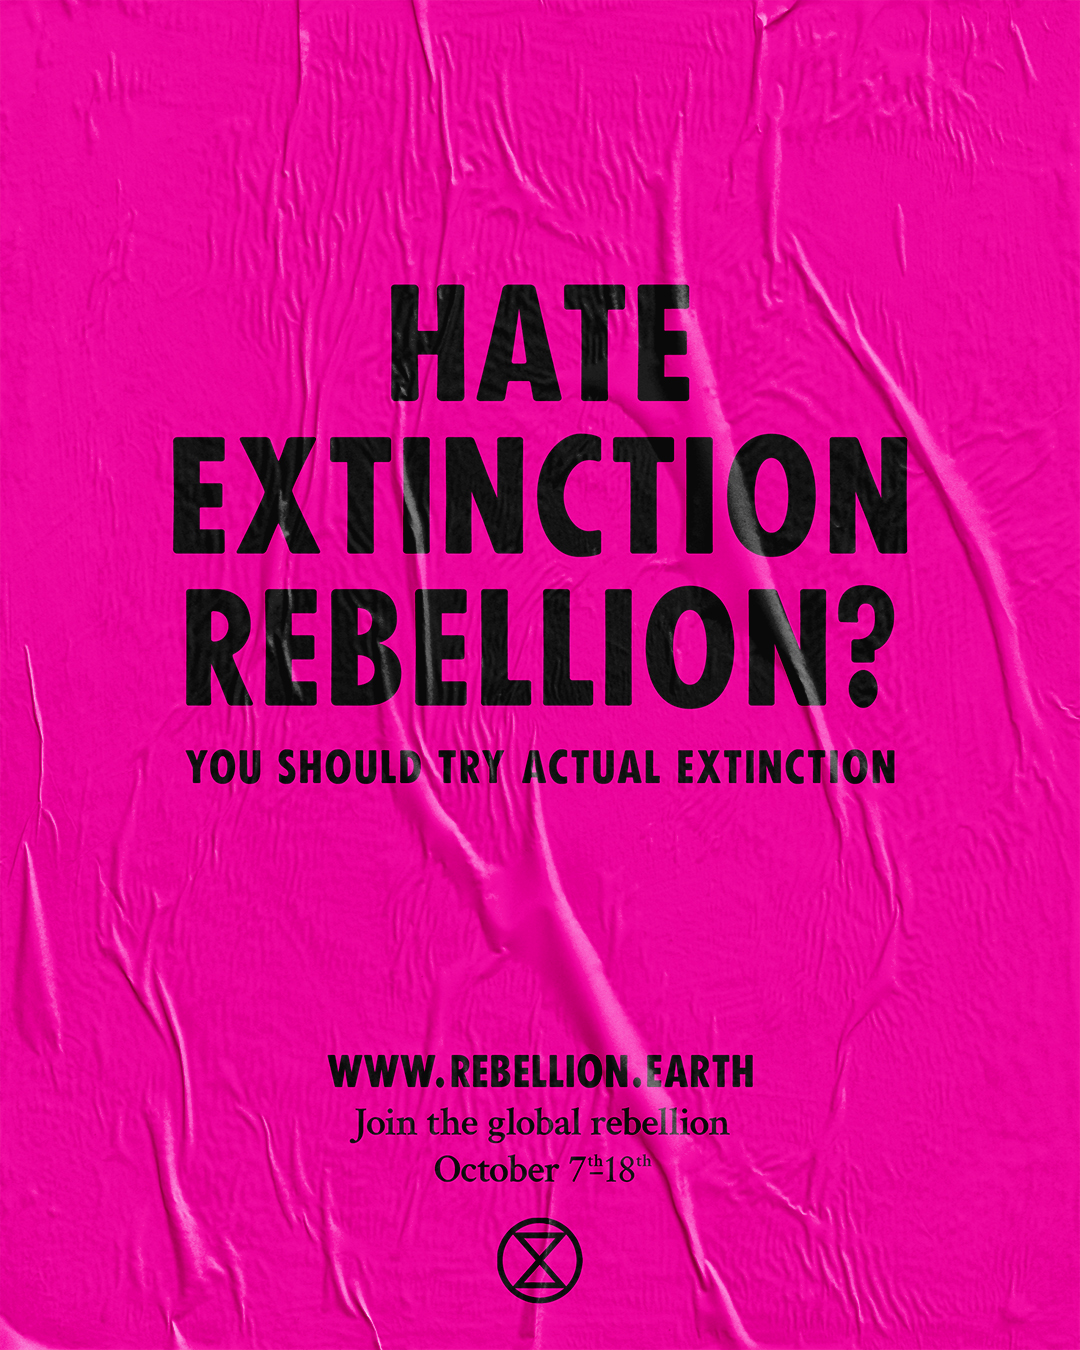 HATE
EXTINCTION
REBELLION?
YOU SHOULD TRY ACTUAL EXTINCTION
WWW.REBELLION.EARTH
Join the global rebellion
October 7th-18th